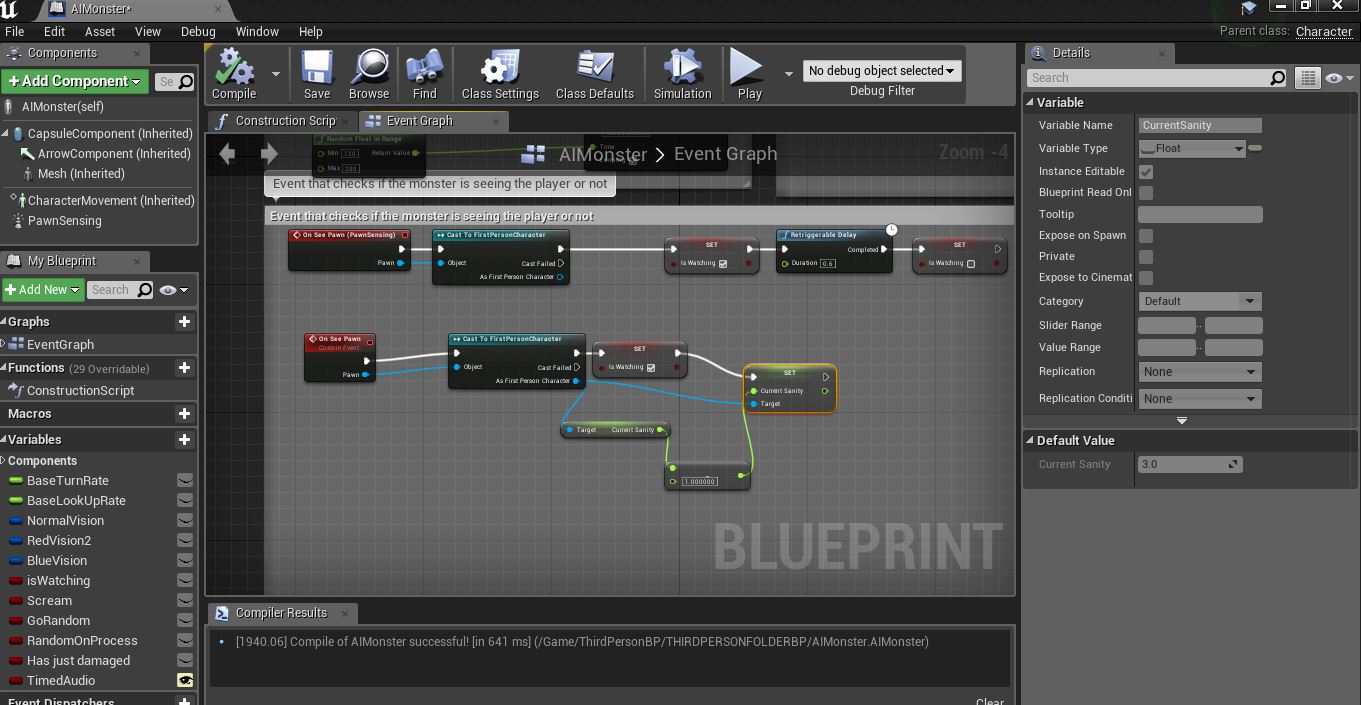 AIMonster*
File Edit Asset View Debug Window Help
Parent class: Character
Components
+ Add Component
Se
AIMonster(self)
CapsuleComponent (Inherited)
ArrowComponent (Inherited)
Mesh (Inherited)
CharacterMovement (Inherited)
PawnSensing
My Blueprint
+ Add New
Search
Graphs
EventGraph
Functions (29 Overridable)
ConstructionScript
Macros
Variables
Components
BaseTurnRate
BaseLookUpRate
NormalVision
RedVision2
BlueVision
isWatching
Scream
GoRandom
RandomOnProcess
Has just damaged
TimedAudio
Event Dispatchers
Compile Save Browse Find Class Settings Class Defaults Simulation Play
No debug object selected
Debug Filter
Construction Scrip
Event Graph
AIMonster > Event Graph
Zoom -4
Random Float in Range
Min 120 Return Value
Max 200
Time
Event that checks if the monster is seeing the player or not
Event that checks if the monster is seeing the player or not
On See Pawn (PawnSensing)
Pawn
Cast To FirstPersonCharacter
Object Cast Failed
As First Person Character
SET
Is Watching
Retriggerable Delay
Completed
Duration 0.6
SET
Is Watching
On See Pawn
Custom Event
Pawn
Cast To FirstPersonCharacter
Object Cast Failed
As First Person Character
SET
Is Watching
SET
Current Sanity
Target
Target Current Sanity
-
1.000000
BLUEPRINT
Compiler Results
[1940.06] Compile of AIMonster successful! [in 641 ms] (/Game/ThirdPersonBP/THIRDPERSONFOLDERBP/AIMonster.AIMonster)
Clear
Details
Search
Variable
Variable Name CurrentSanity
Variable Type Float
Instance Editable
Blueprint Read Onl
Tooltip
Expose on Spawn
Private
Expose to Cinemat
Category Default
Slider Range ..
Value Range ..
Replication None
Replication Conditi None
Default Value
Current Sanity 3.0